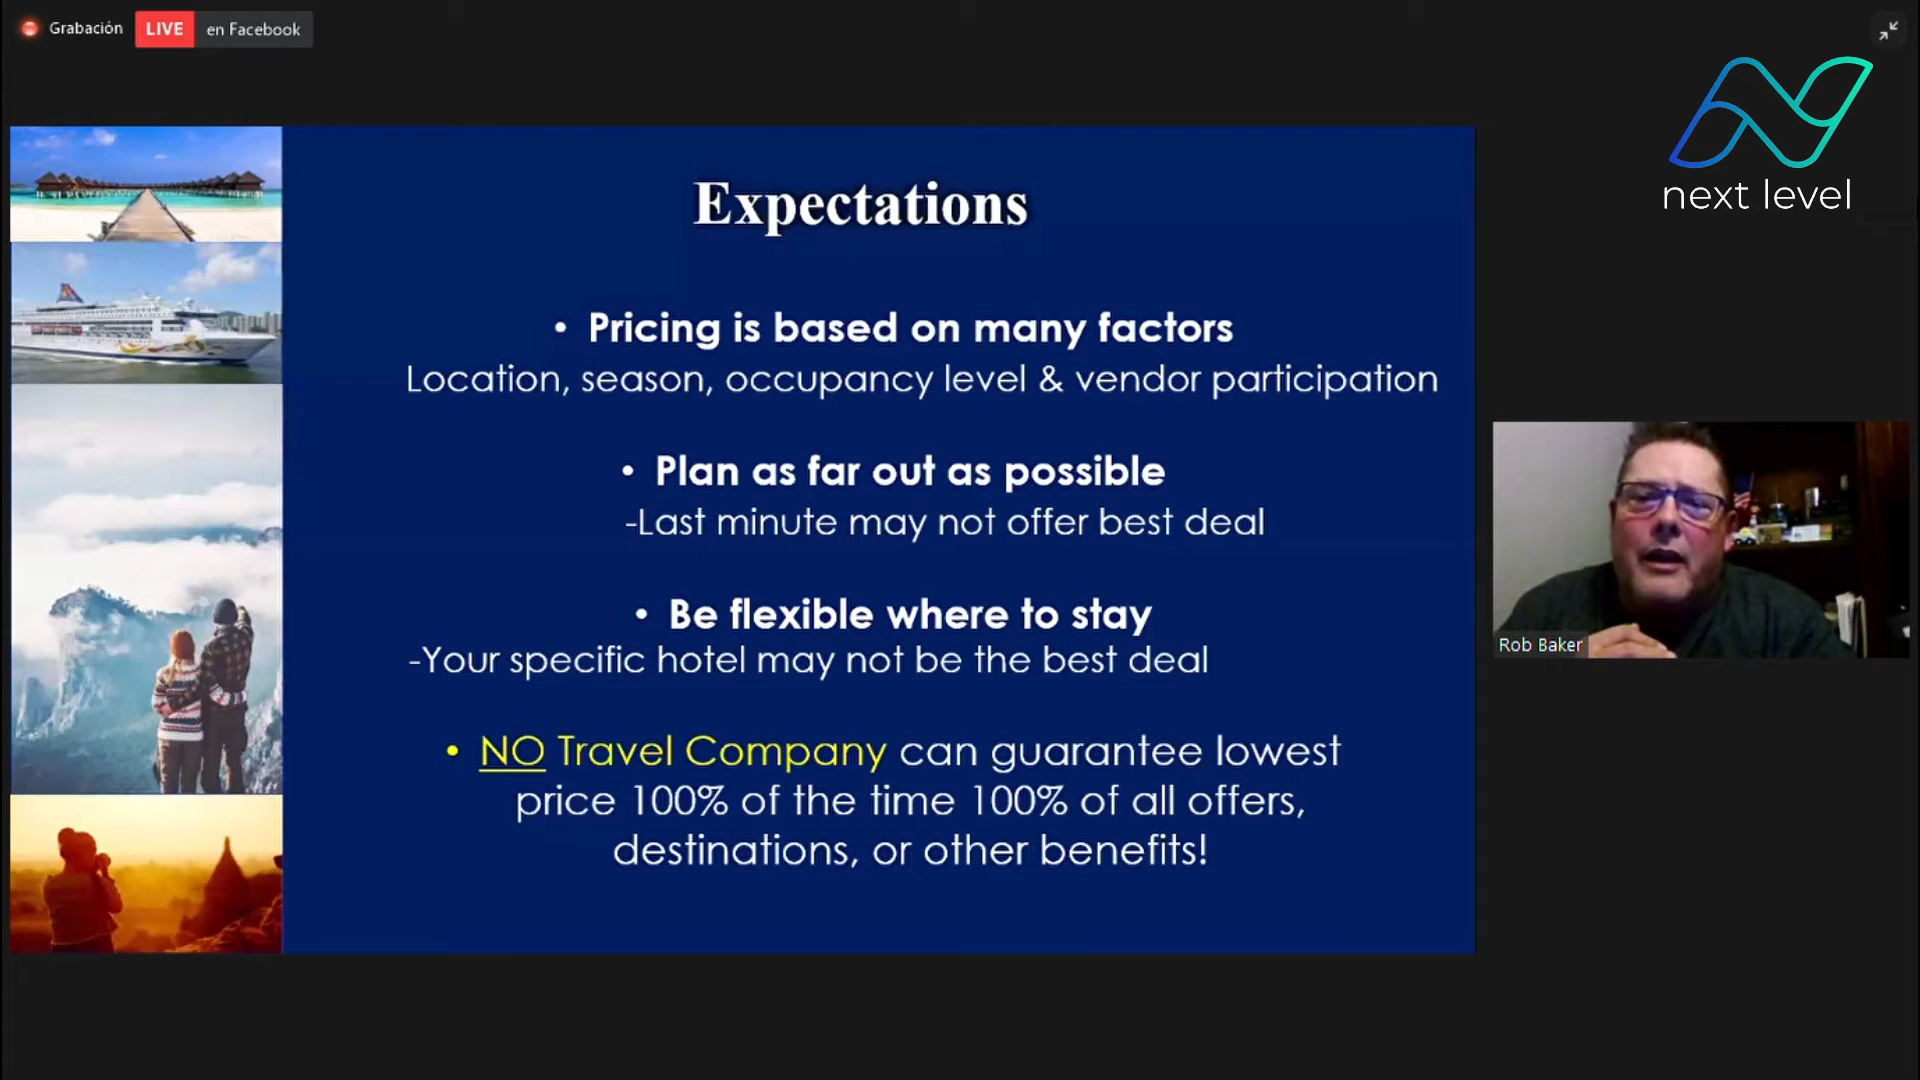 Grabación
LIVE en Facebook
next level
Expectations
• Pricing is based on many factors
Location, season, occupancy level & vendor participation
• Plan as far out as possible
-Last minute may not offer best deal
• Be flexible where to stay
-Your specific hotel may not be the best deal
• NO Travel Company can guarantee lowest
price 100% of the time 100% of all offers,
destinations, or other benefits!
Rob Baker